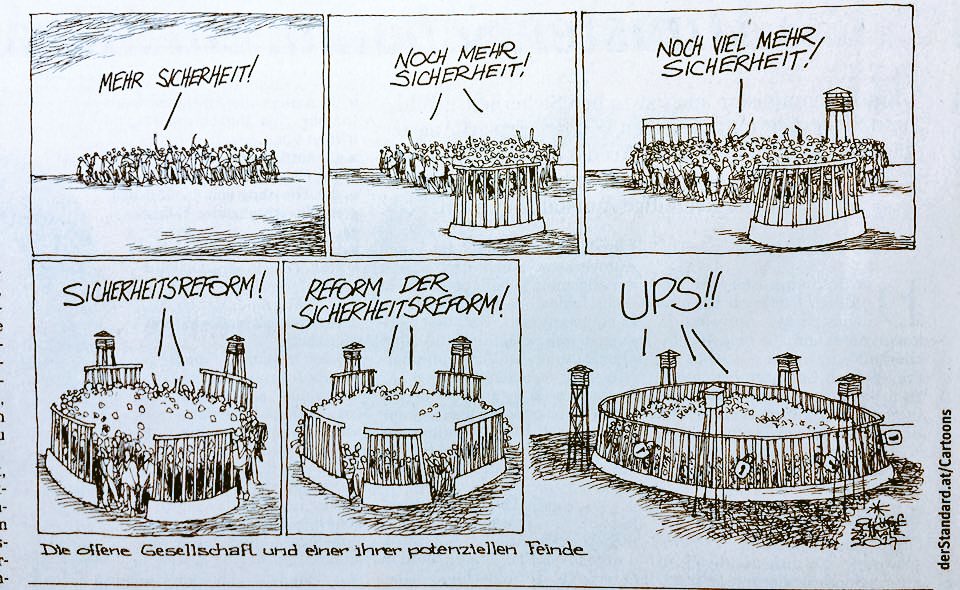 MEHR SICHERHEIT!
NOCH MEHR
SICHERHEIT!
NOCH VIEL MEHR
SICHERHEIT!
SICHERHEITSREFORM!
REFORM DER
SICHERHEITSREFORM!
UPS!!
Die offene Gesellschaft und einer ihrer potenziellen Feinde
derStandard.at/Cartoons